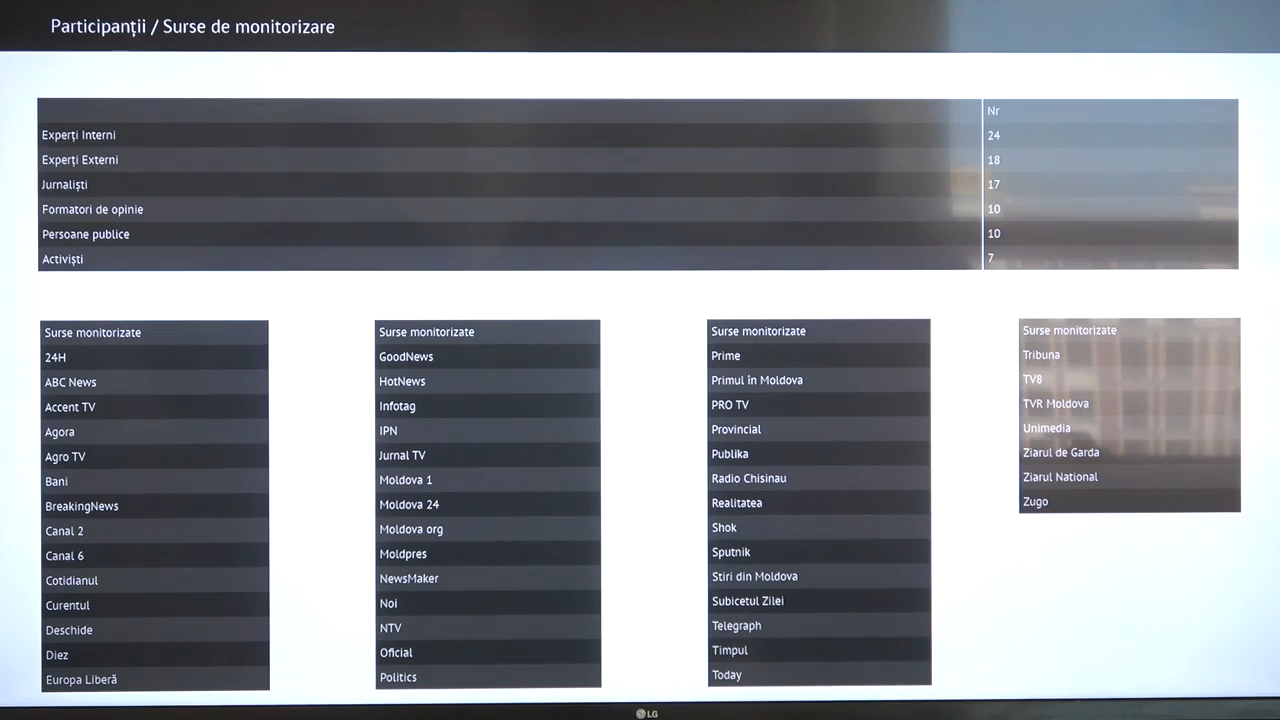 Participanții / Surse de monitorizare
Nr
Experți Interni 24
Experți Externi 18
Jurnaliști 17
Formatori de opinie 10
Persoane publice 10
Activiști 7
Surse monitorizate
24H
ABC News
Accent TV
Agora
Agro TV
Bani
BreakingNews
Canal 2
Canal 6
Cotidianul
Curentul
Deschide
Diez
Europa Liberă
Surse monitorizate
GoodNews
HotNews
Infotag
IPN
Jurnal TV
Moldova 1
Moldova 24
Moldova org
Moldpres
NewsMaker
Noi
NTV
Oficial
Politics
Surse monitorizate
Prime
Primul în Moldova
PRO TV
Provincial
Publika
Radio Chisinau
Realitatea
Shok
Sputnik
Stiri din Moldova
Subicetul Zilei
Telegraph
Timpul
Today
Surse monitorizate
Tribuna
TV8
TVR Moldova
Unimedia
Ziarul de Garda
Ziarul National
Zugo
LG